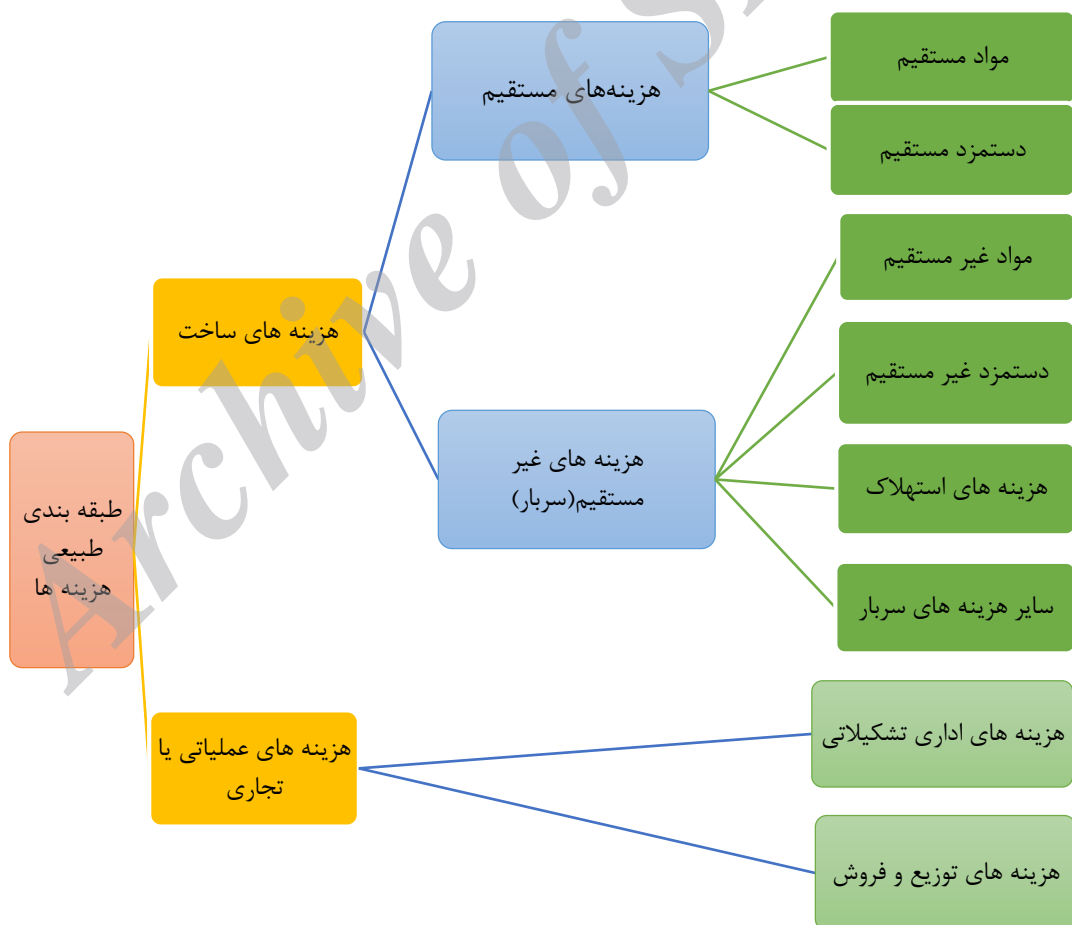 طبقه بندی
طبیعی
هزینه ها
هزینه های ساخت
هزینه‌های مستقیم
مواد مستقیم
دستمزد مستقیم
هزینه های غیر
مستقیم(سربار)
مواد غیر مستقیم
دستمزد غیر مستقیم
هزینه های استهلاک
سایر هزینه های سربار
هزینه های عملیاتی یا
تجاری
هزینه های اداری تشکیلاتی
هزینه های توزیع و فروش
Archive of